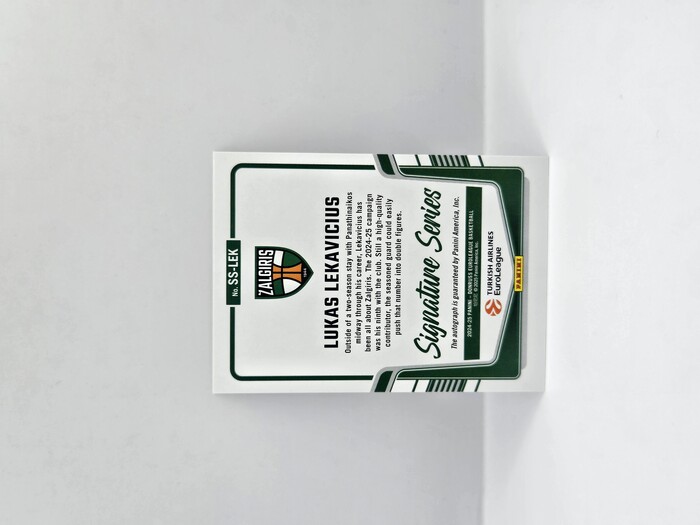 No. SS-LEK
ZALGIRIS
1944
LUKAS LEKAVICIUS
Outside of a two-season stay with Panathinaikos
midway through his career, Lekavicius has
been all about Zalgiris. The 2024-25 campaign
was his ninth with the club. Still a high-quality
contributor, the seasoned guard could easily
push that number into double figures.
Signature Series
The autograph is guaranteed by Panini America, Inc.
2024-25 PANINI – DONRUSS EUROLEAGUE BASKETBALL
TURKISH AIRLINES
EuroLeague
PANINI